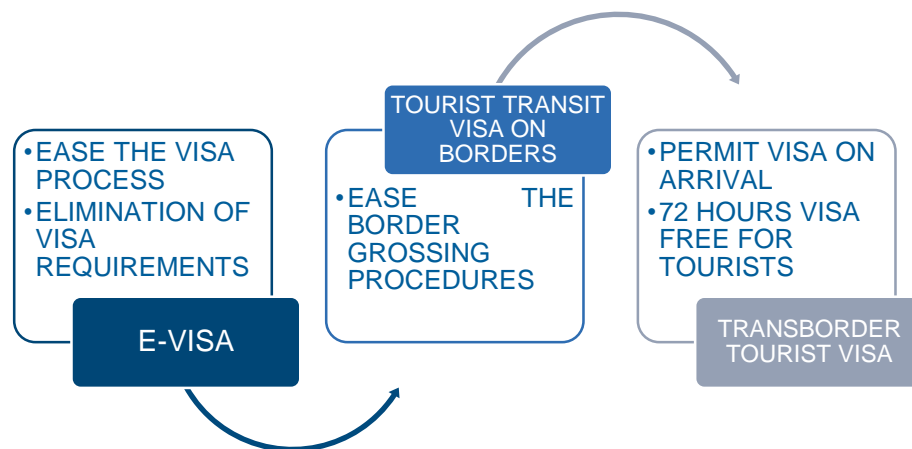 •EASE THE VISA
PROCESS
•ELIMINATION OF
VISA
REQUIREMENTS
E-VISA
TOURIST TRANSIT
VISA ON
BORDERS
•EASE THE
BORDER
GROSSING
PROCEDURES
•PERMIT VISA ON
ARRIVAL
•72 HOURS VISA
FREE FOR
TOURISTS
TRANSBORDER
TOURIST VISA